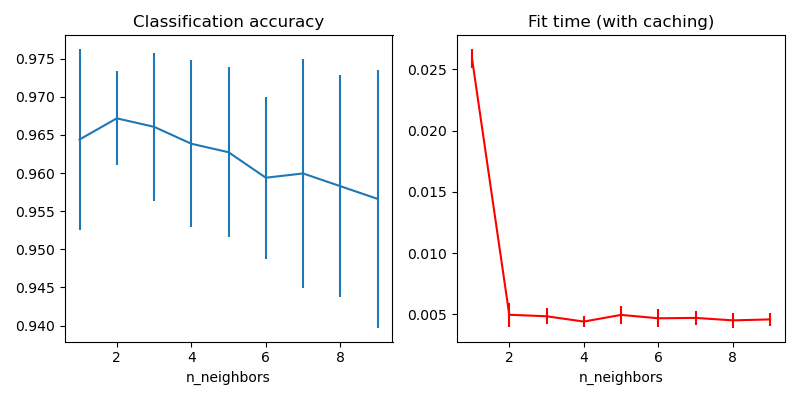 Classification accuracy
0.975
0.970
0.965
0.960
0.955
0.950
0.945
0.940
2 4 6 8
n_neighbors
Fit time (with caching)
0.025
0.020
0.015
0.010
0.005
2 4 6 8
n_neighbors